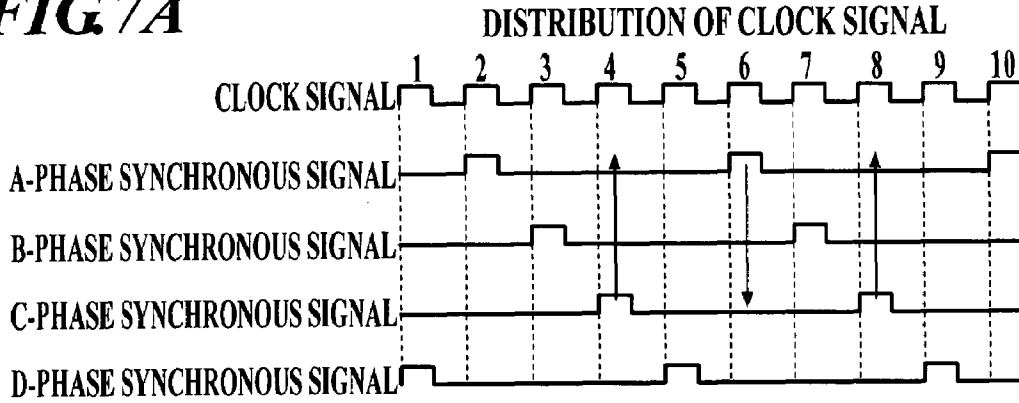 FIG. 7A
DISTRIBUTION OF CLOCK SIGNAL
1 2 3 4 5 6 7 8 9 10
CLOCK SIGNAL
A-PHASE SYNCHRONOUS SIGNAL
B-PHASE SYNCHRONOUS SIGNAL
C-PHASE SYNCHRONOUS SIGNAL
D-PHASE SYNCHRONOUS SIGNAL